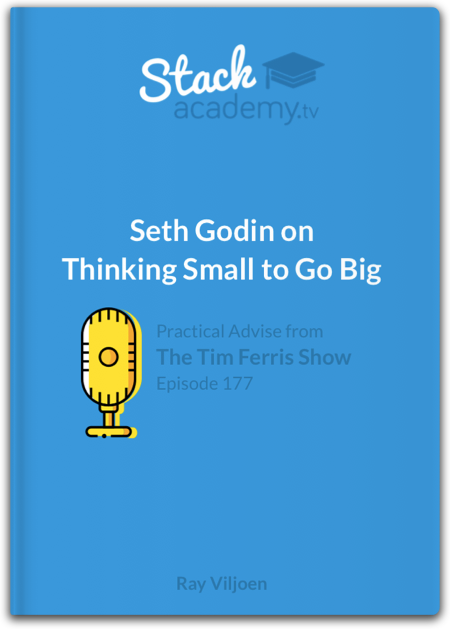 Stack
academy.tv
Seth Godin on
Thinking Small to Go Big
Practical Advise from
The Tim Ferris Show
Episode 177
Ray Viljoen